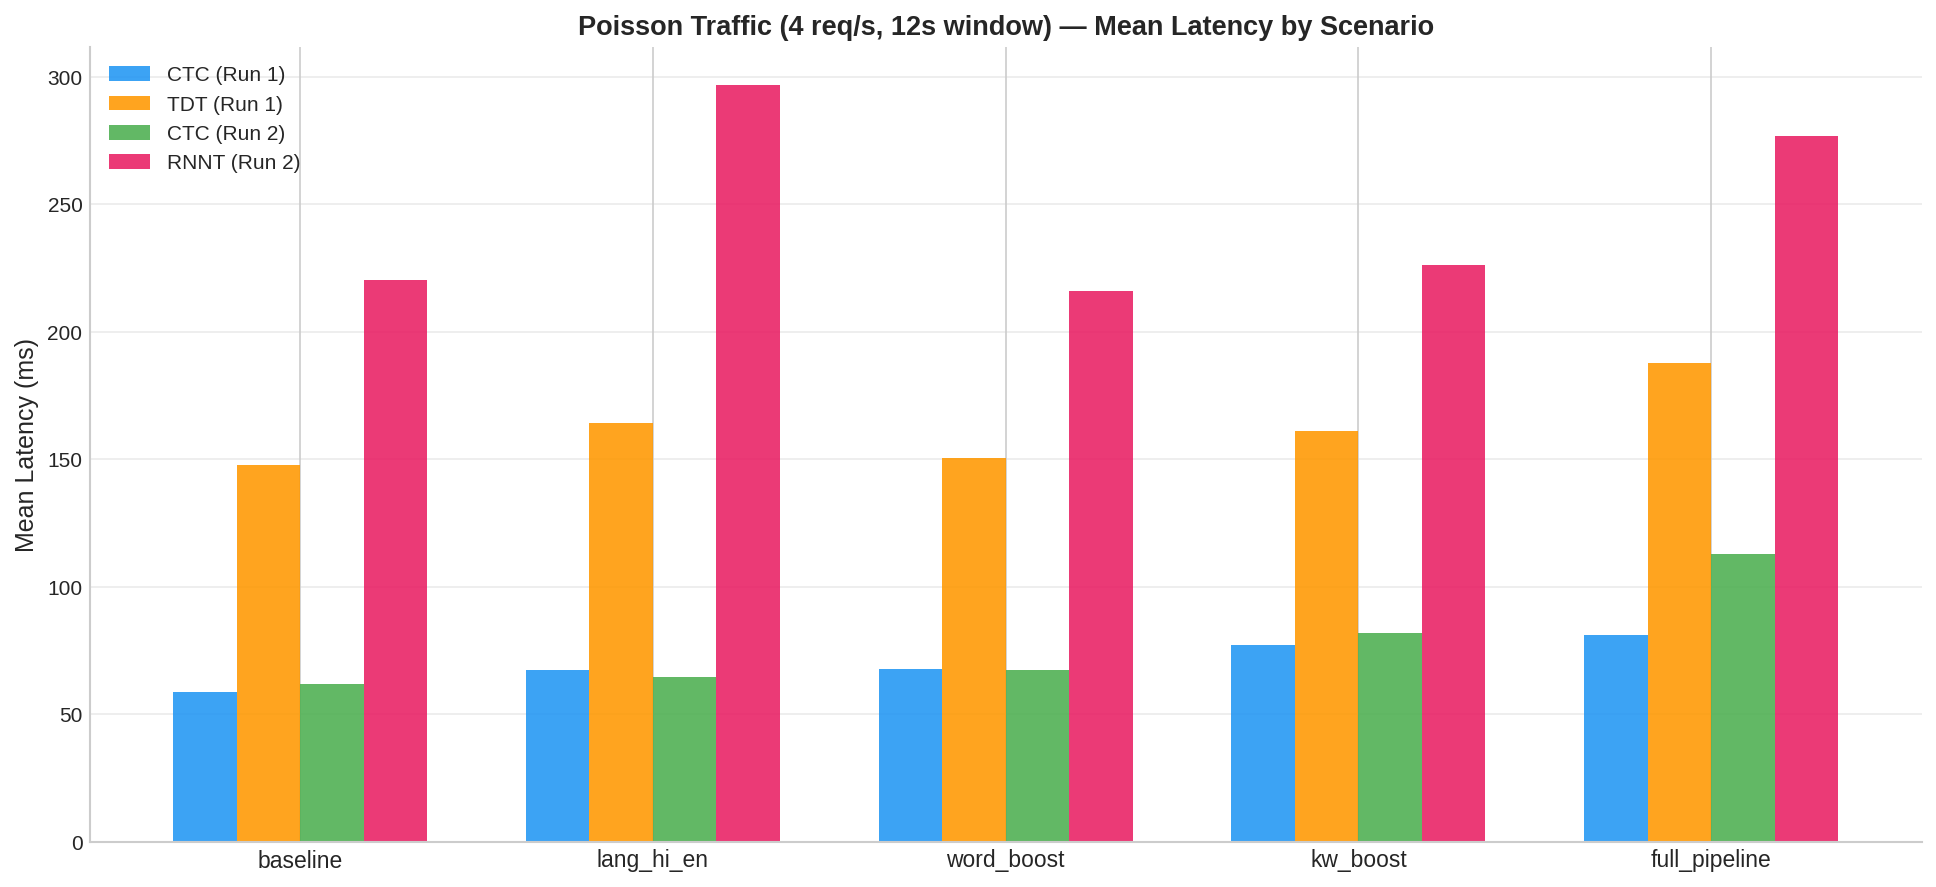 Poisson Traffic (4 req/s, 12s window) — Mean Latency by Scenario
CTC (Run 1)
TDT (Run 1)
CTC (Run 2)
RNNT (Run 2)
Mean Latency (ms)
300
250
200
150
100
50
0
baseline
lang_hi_en
word_boost
kw_boost
full_pipeline